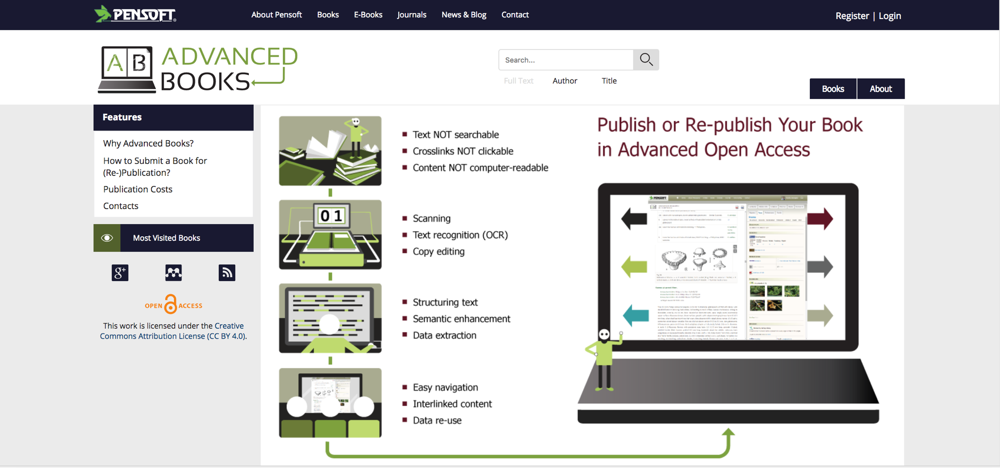 PENSOFT
About Pensoft
Books
E-Books
Journals
News & Blog
Contact
Register | Login
A B
ADVANCED
BOOKS
Search...
Full Text
Author
Title
Books
About
Features
Why Advanced Books?
How to Submit a Book for
(Re-)Publication?
Publication Costs
Contacts
Most Visited Books
g+
OPEN ACCESS
This work is licensed under the Creative
Commons Attribution License (CC BY 4.0).
Text NOT searchable
Crosslinks NOT clickable
Content NOT computer-readable
01
Scanning
Text recognition (OCR)
Copy editing
Structuring text
Semantic enhancement
Data extraction
Easy navigation
Interlinked content
Data re-use
Publish or Re-publish Your Book
in Advanced Open Access
PENSOFT